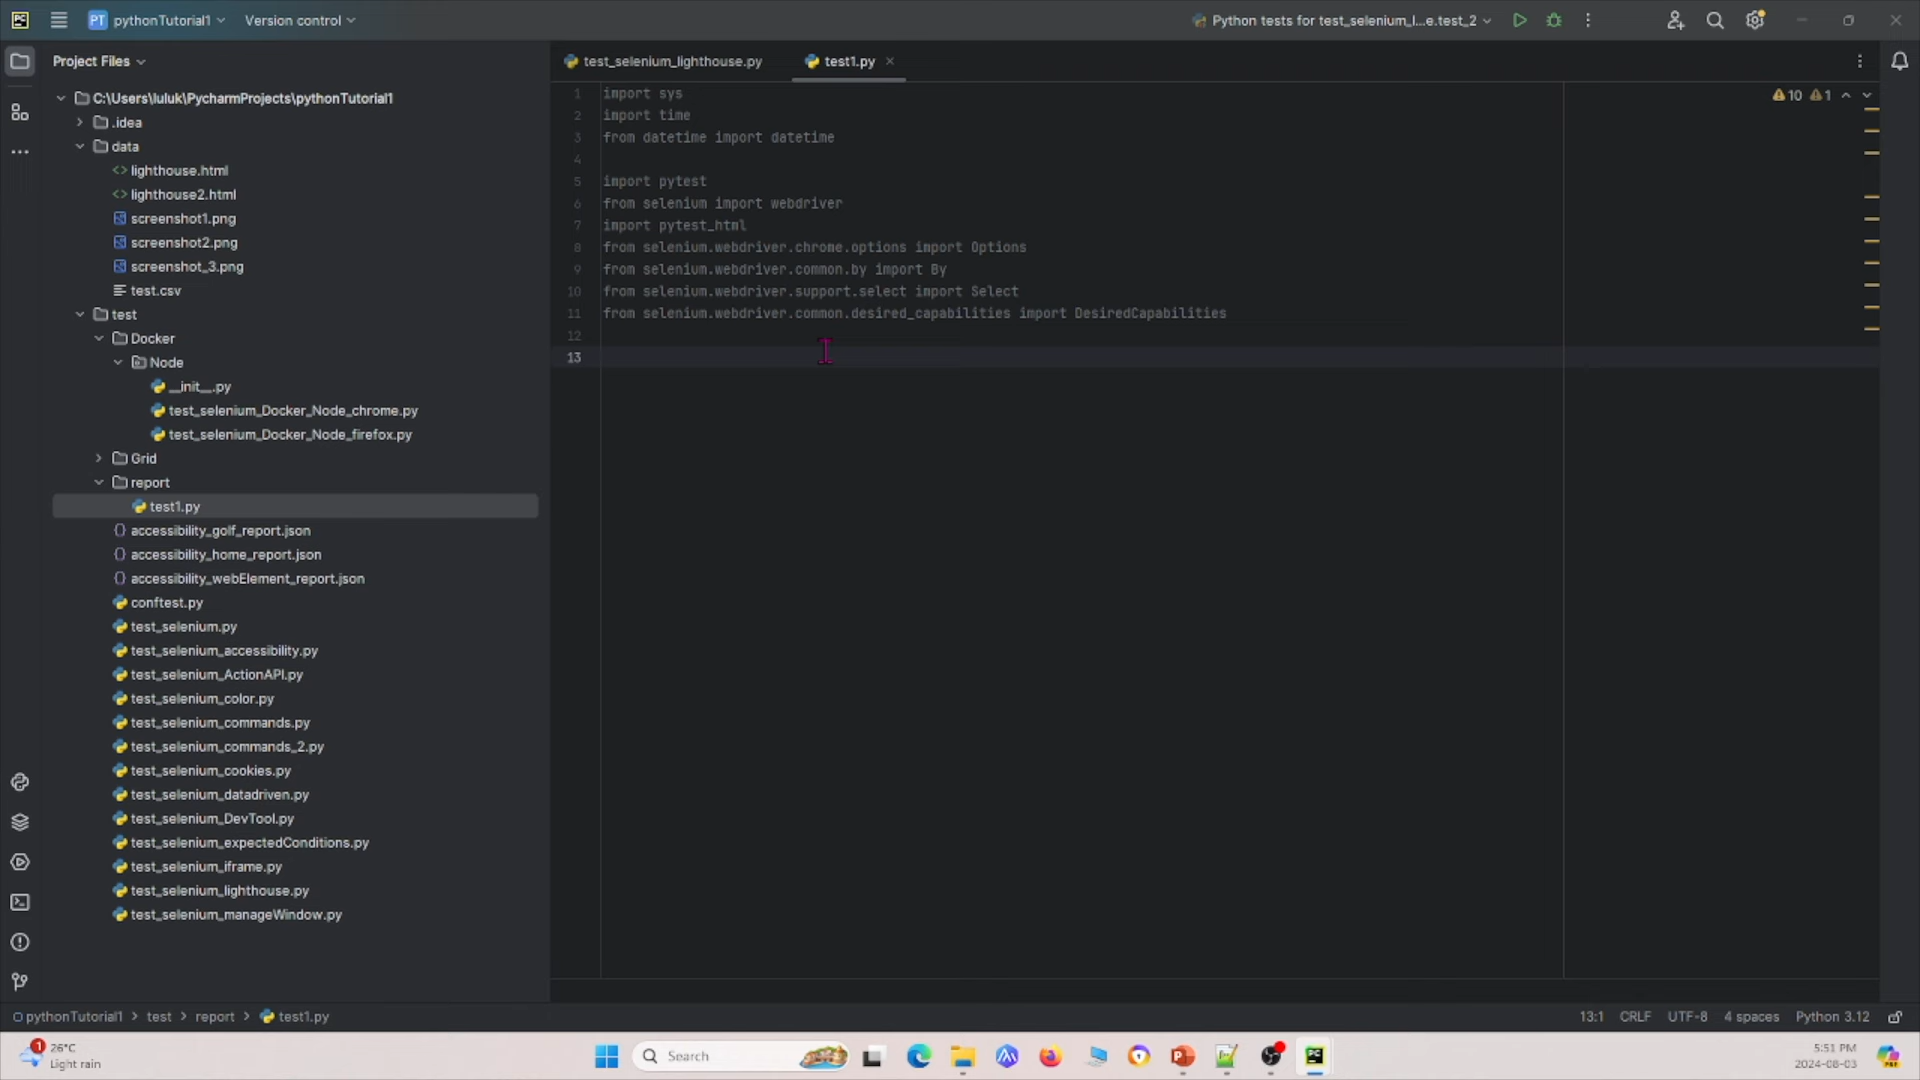 PC
PT pythonTutorial1
Version control
Python tests for test_selenium_l...e.test_2
Project Files
C:\Users\luluk\PycharmProjects\pythonTutorial1
.idea
data
lighthouse.html
lighthouse2.html
screenshot1.png
screenshot2.png
screenshot_3.png
test.csv
test
Docker
Node
__init__.py
test_selenium_Docker_Node_chrome.py
test_selenium_Docker_Node_firefox.py
Grid
report
test1.py
accessibility_golf_report.json
accessibility_home_report.json
accessibility_webElement_report.json
conftest.py
test_selenium.py
test_selenium_accessibility.py
test_selenium_ActionAPI.py
test_selenium_color.py
test_selenium_commands.py
test_selenium_commands_2.py
test_selenium_cookies.py
test_selenium_datadriven.py
test_selenium_DevTool.py
test_selenium_expectedConditions.py
test_selenium_iframe.py
test_selenium_lighthouse.py
test_selenium_manageWindow.py
test_selenium_lighthouse.py
test1.py
10 1
1 import sys
2 import time
3 from datetime import datetime
4
5 import pytest
6 from selenium import webdriver
7 import pytest_html
8 from selenium.webdriver.chrome.options import Options
9 from selenium.webdriver.common.by import By
10 from selenium.webdriver.support.select import Select
11 from selenium.webdriver.common.desired_capabilities import DesiredCapabilities
12
13
pythonTutorial1 > test > report > test1.py
13:1 CRLF UTF-8 4 spaces Python 3.12
1
26°C
Light rain
Search
PC
5:51 PM
2024-08-03